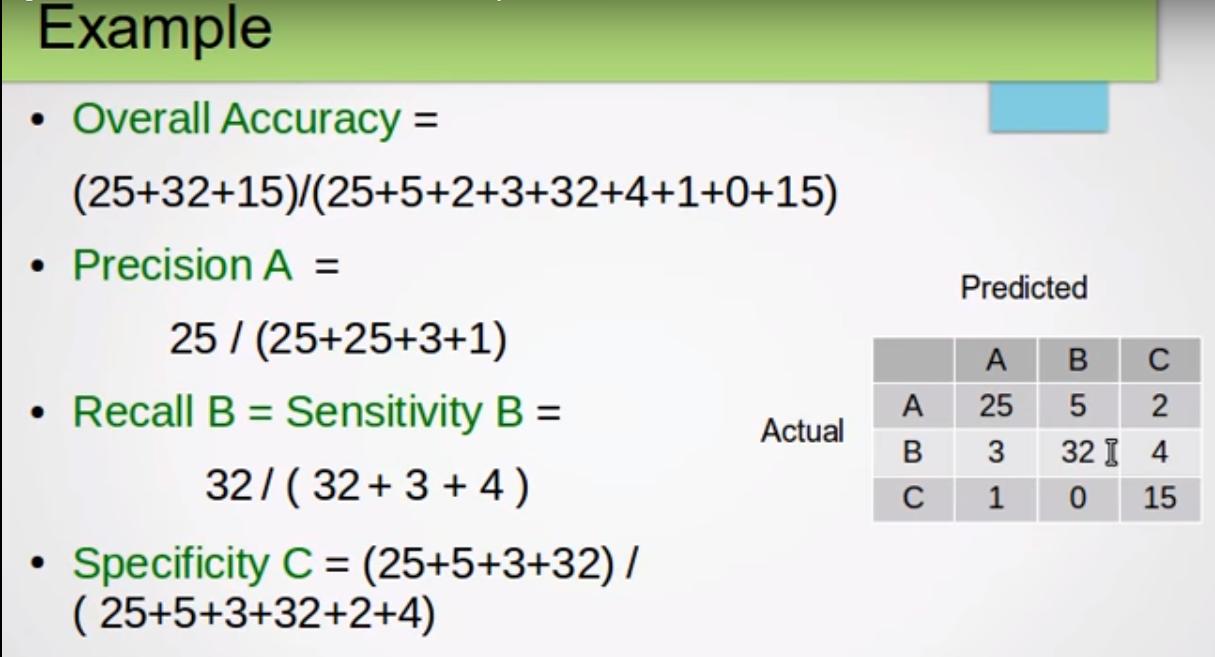 Example
• Overall Accuracy =
(25+32+15)/(25+5+2+3+32+4+1+0+15)
• Precision A =
25 / (25+25+3+1)
• Recall B = Sensitivity B =
32 / ( 32 + 3 + 4 )
• Specificity C = (25+5+3+32) /
( 25+5+3+32+2+4)
Predicted
Actual
A B C
A 25 5 2
B 3 32 4
C 1 0 15